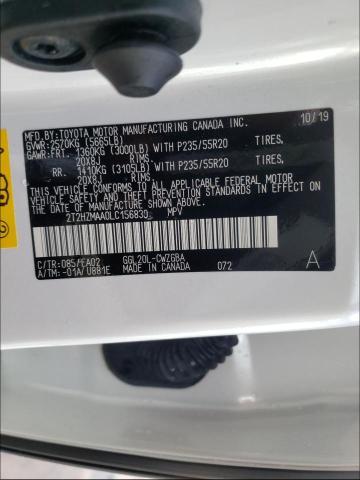 MFD.BY:TOYOTA MOTOR MANUFACTURING CANADA INC. 10/19
GVWR:2570KG (5665LB)
GAWR:FRT. 1360KG (3000LB) WITH P235/55R20 TIRES,
20X8J RIMS,
RR. 1410KG (3105LB) WITH P235/55R20 TIRES,
20X8J RIMS,
THIS VEHICLE CONFORMS TO ALL APPLICABLE FEDERAL MOTOR
VEHICLE SAFETY, BUMPER, AND THEFT PREVENTION STANDARDS IN
EFFECT ON THE DATE OF MANUFACTURE SHOWN ABOVE.
2T2HZMAA0LC156830 MPV
C/TR:085/EA02 GGL20L-CWZGBA A
A/TM:-01A/U881E MADE IN CANADA 072